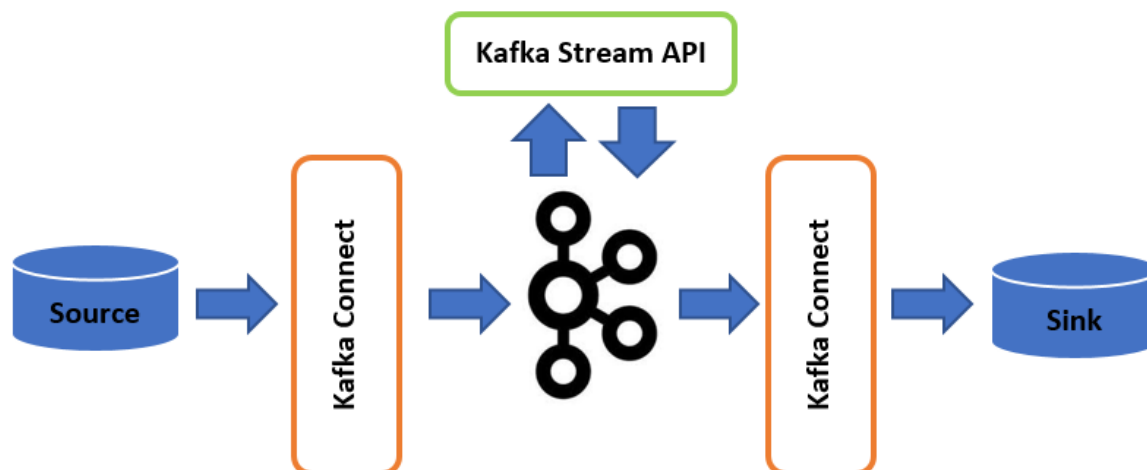 Kafka Stream API
Source
Kafka Connect
Kafka Connect
Sink